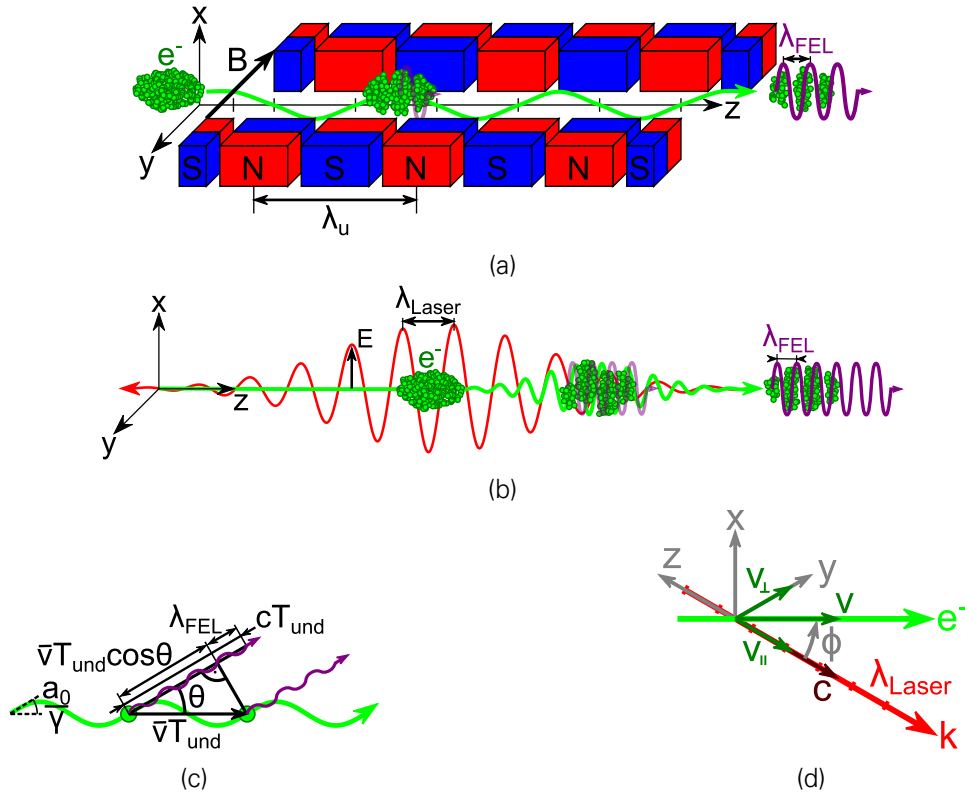 x
e⁻
B
λFEL
z
y
S N S N S N S
λu
(a)
x
λLaser
E
e⁻
λFEL
z
y
(b)
λFEL
cTund
v̄Tundcosθ
a0
γ
θ
v̄Tund
(c)
x
z
y
v⊥
v
e⁻
v∥
ϕ
c
λLaser
k
(d)